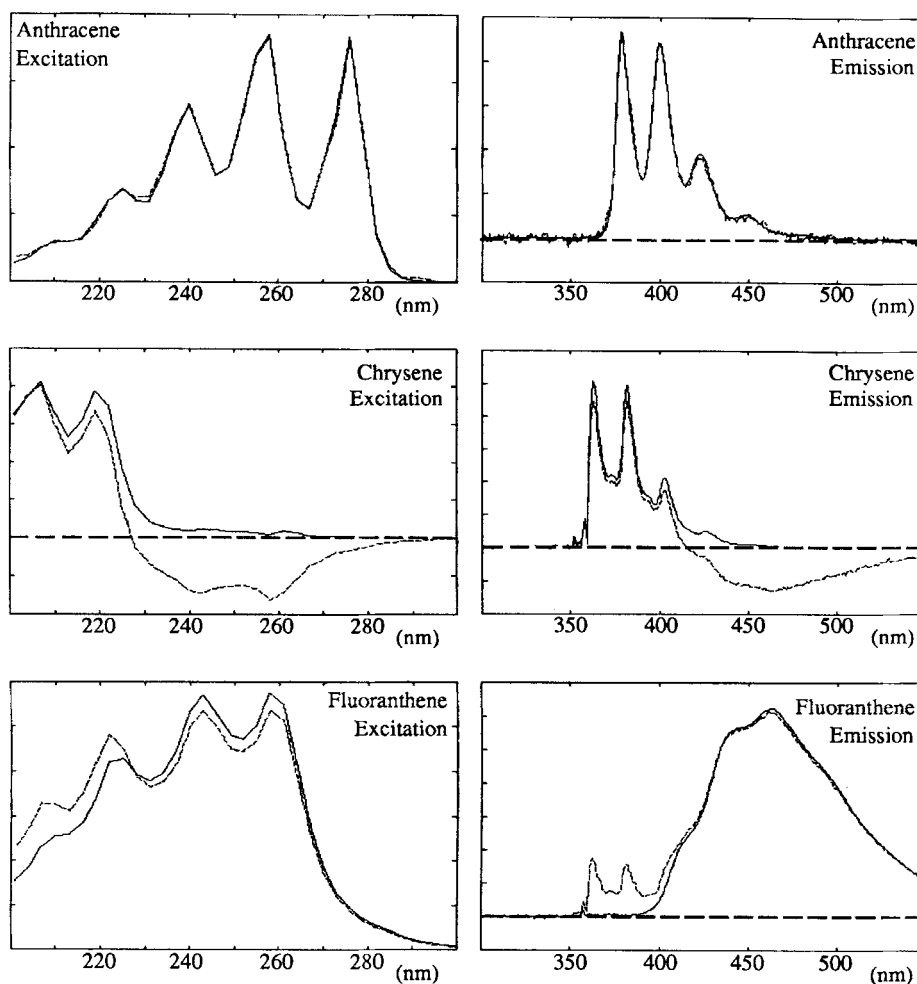 Anthracene
Excitation
220 240 260 280
(nm)
Anthracene
Emission
350 400 450 500
(nm)
Chrysene
Excitation
220 240 260 280
(nm)
Chrysene
Emission
350 400 450 500
(nm)
Fluoranthene
Excitation
220 240 260 280
(nm)
Fluoranthene
Emission
350 400 450 500
(nm)